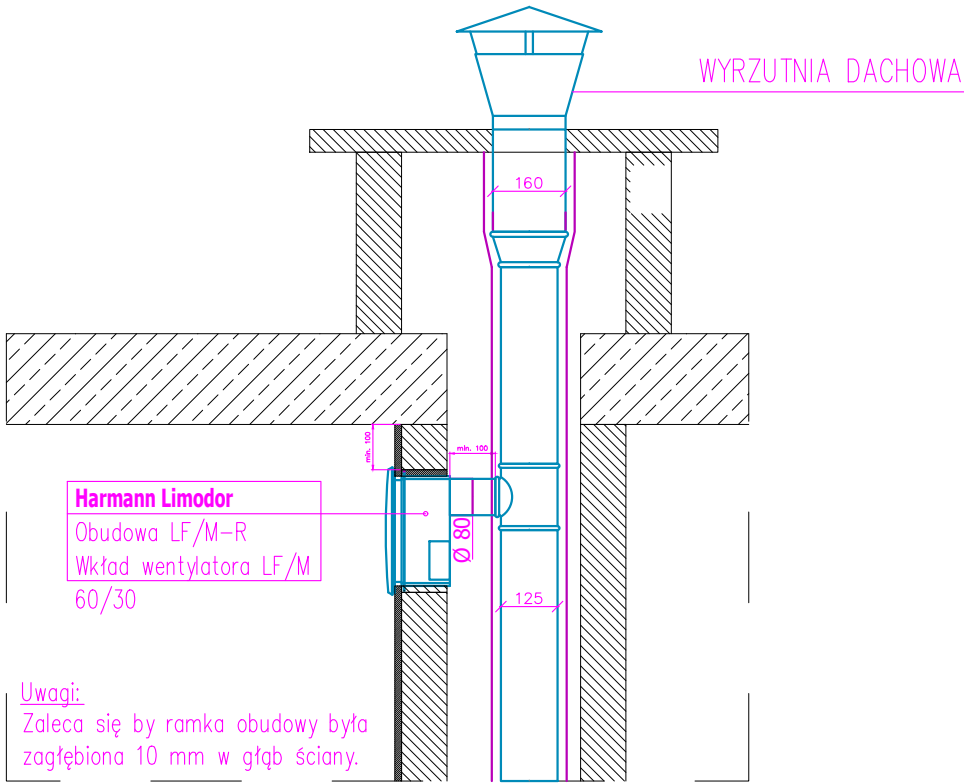 WYRZUTNIA DACHOWA
160
min. 100
min. 100
Harmann Limodor
Obudowa LF/M-R
Wkład wentylatora LF/M
60/30
Ø 80
125
Uwagi:
Zaleca się by ramka obudowy była
zagłębiona 10 mm w głąb ściany.